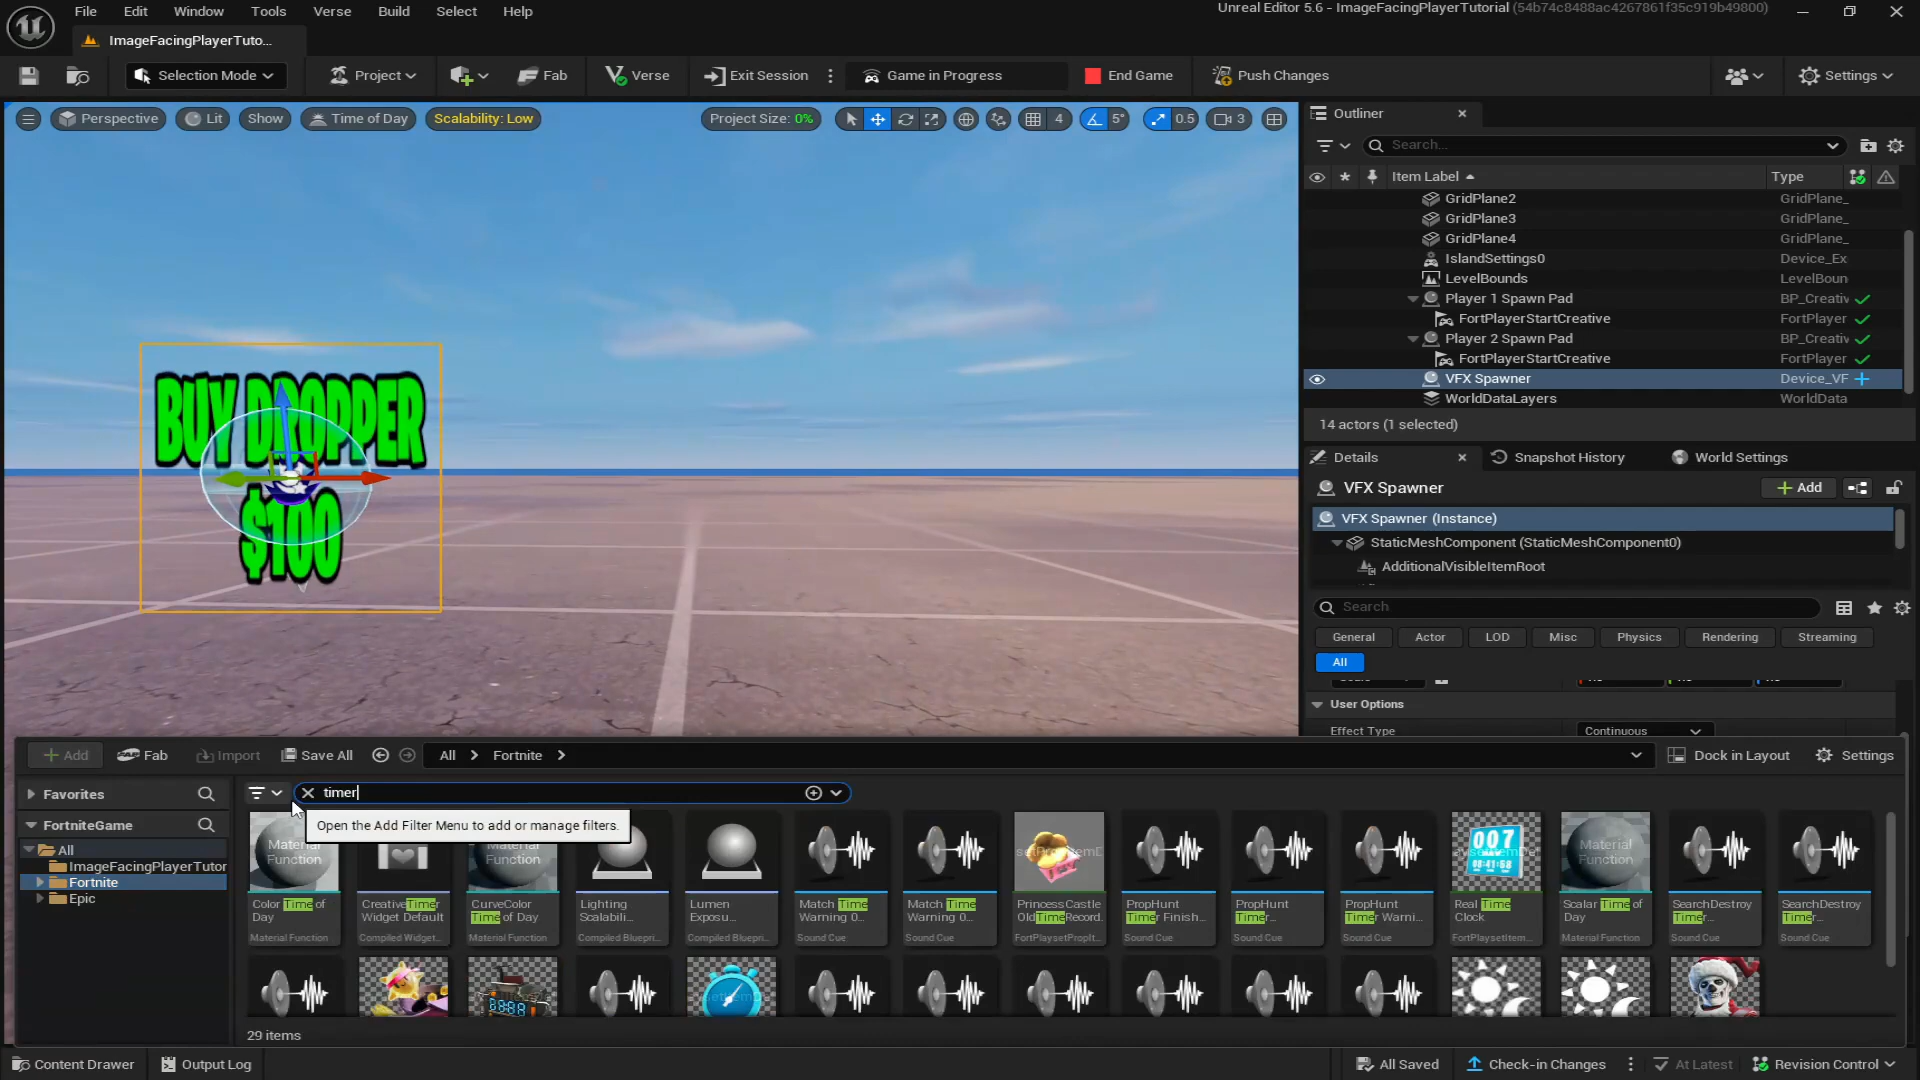 File Edit Window Tools Verse Build Select Help
Unreal Editor 5.6 - ImageFacingPlayerTutorial (54b74c8488ac4267861f35c919b49800)
ImageFacingPlayerTuto...
Selection Mode Project Fab Verse Exit Session Game in Progress End Game Push Changes Settings
Perspective Lit Show Time of Day Scalability: Low Project Size: 0% 4 5° 0.5 3
Outliner
Search...
Item Label Type
GridPlane2 GridPlane_
GridPlane3 GridPlane_
GridPlane4 GridPlane_
IslandSettings0 Device_Ex
LevelBounds LevelBoun
Player 1 Spawn Pad BP_Creativ
FortPlayerStartCreative FortPlayer
Player 2 Spawn Pad BP_Creativ
FortPlayerStartCreative FortPlayer
VFX Spawner Device_VF
WorldDataLayers WorldData
14 actors (1 selected)
BUY DROPPER
$100
Details Snapshot History World Settings
VFX Spawner Add
VFX Spawner (Instance)
StaticMeshComponent (StaticMeshComponent0)
AdditionalVisibleItemRoot
Search
General Actor LOD Misc Physics Rendering Streaming
All
User Options
Effect Type Continuous
Add Fab Import Save All All Fortnite Dock in Layout Settings
Favorites
timer
Open the Add Filter Menu to add or manage filters.
FortniteGame
All
ImageFacingPlayerTutor
Fortnite
Epic
Material Function
Material Function
007
Material Function
Color Time of Day
Creative Timer Widget Default
CurveColor Time of Day
Lighting Scalabili...
Lumen Exposu...
Match Time Warning 0...
Match Time Warning 0...
PrincessCastle OldTimeRecord.
PropHunt Timer Finish...
PropHunt Timer...
PropHunt Timer Warni...
Real Time Clock
Scalar Time of Day
SearchDestroy Timer...
SearchDestroy Timer...
Material Function
Compiled Widget..
Material Function
Compiled Bluepri...
Compiled Bluepri...
Sound Cue
Sound Cue
FortPlaysetPropIt...
Sound Cue
Sound Cue
Sound Cue
FortPlaysetItem...
Material Function
Sound Cue
Sound Cue
29 items
Content Drawer Output Log All Saved Check-in Changes At Latest Revision Control